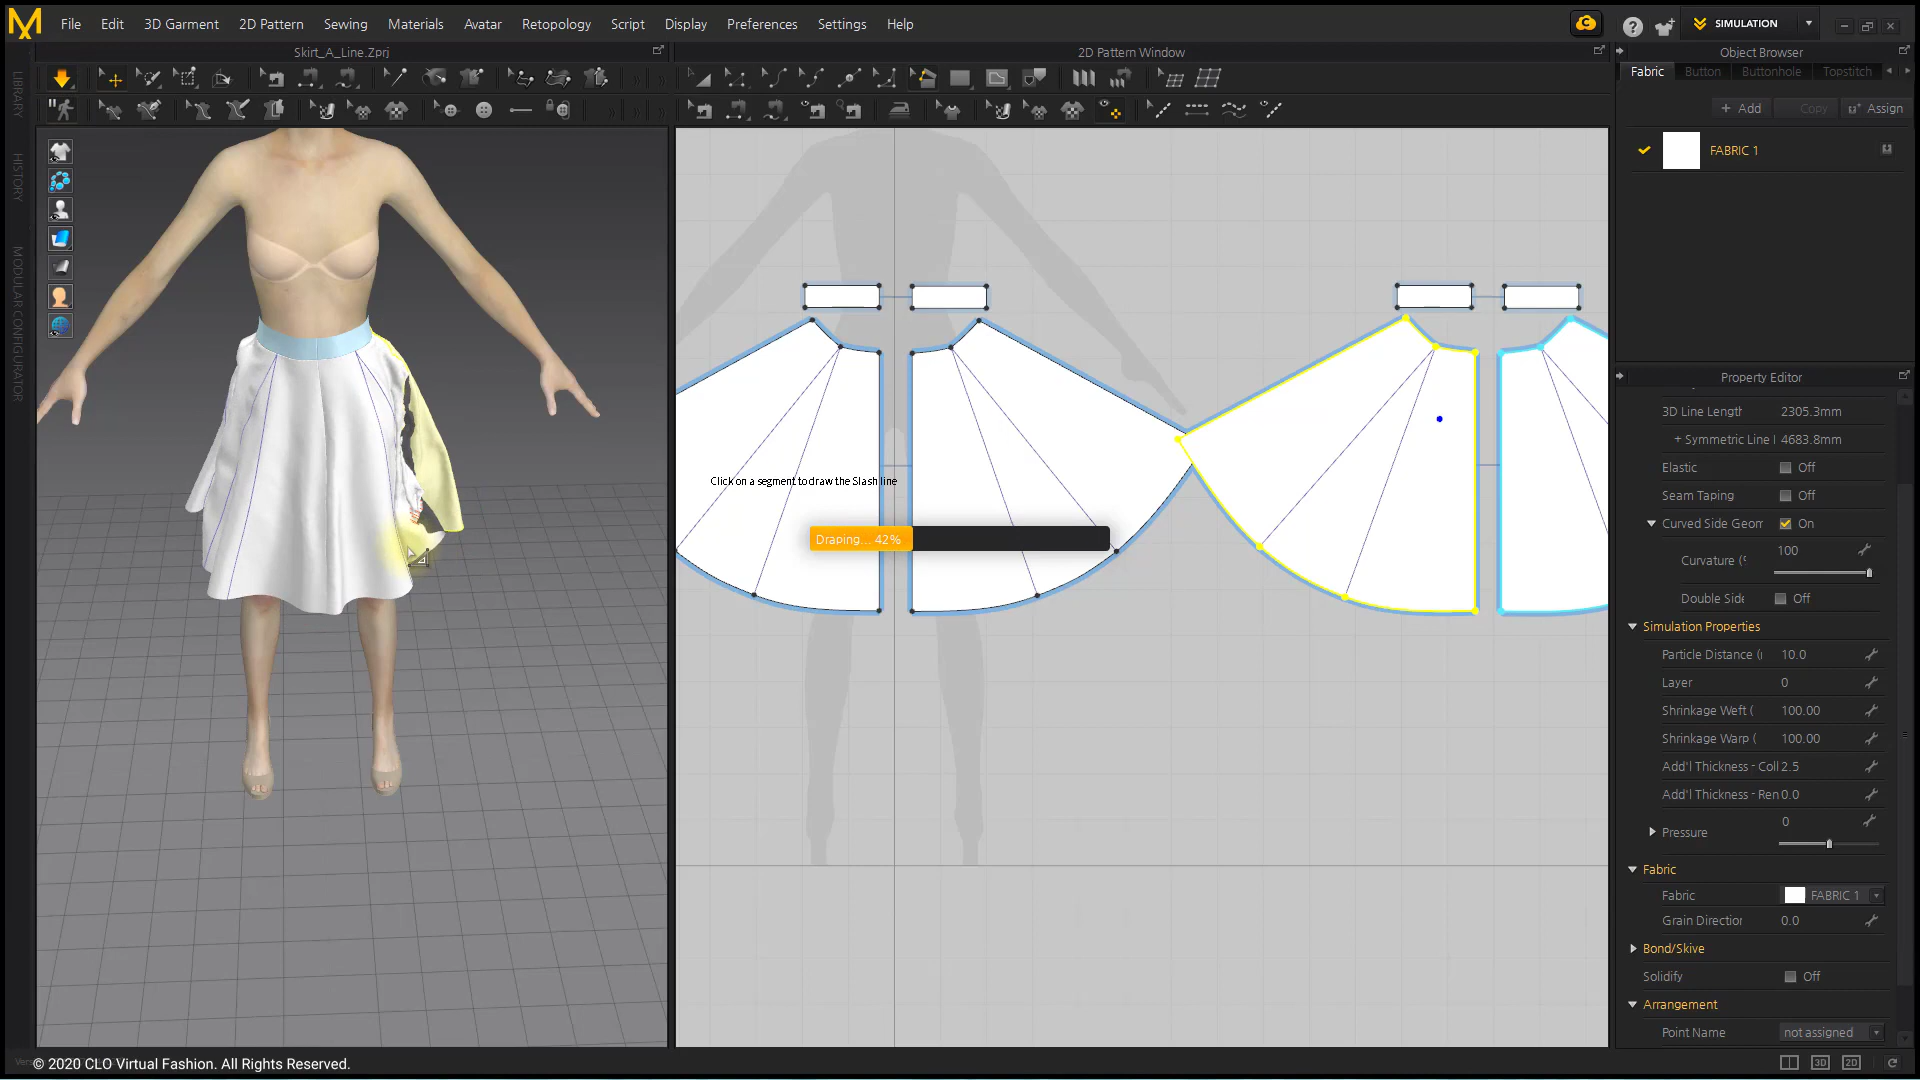 File Edit 3D Garment 2D Pattern Sewing Materials Avatar Retopology Script Display Preferences Settings Help
SIMULATION
Skirt_A_Line.Zprj
2D Pattern Window
Object Browser
Fabric Button Buttonhole Topstitch
+ Add Copy Assign
FABRIC 1
LIBRARY
HISTORY
MODULAR CONFIGURATOR
Click on a segment to draw the Slash line
Draping... 42%
Property Editor
3D Line Length 2305.3mm
+ Symmetric Line l 4683.8mm
Elastic Off
Seam Taping Off
Curved Side Geom On
Curvature (% 100
Double Side Off
Simulation Properties
Particle Distance (r 10.0
Layer 0
Shrinkage Weft ( 100.00
Shrinkage Warp ( 100.00
Add'l Thickness - Coll 2.5
Add'l Thickness - Ren 0.0
Pressure 0
Fabric
Fabric FABRIC 1
Grain Direction 0.0
Bond/Skive
Solidify Off
Arrangement
Point Name not assigned
© 2020 CLO Virtual Fashion. All Rights Reserved.
3D 2D